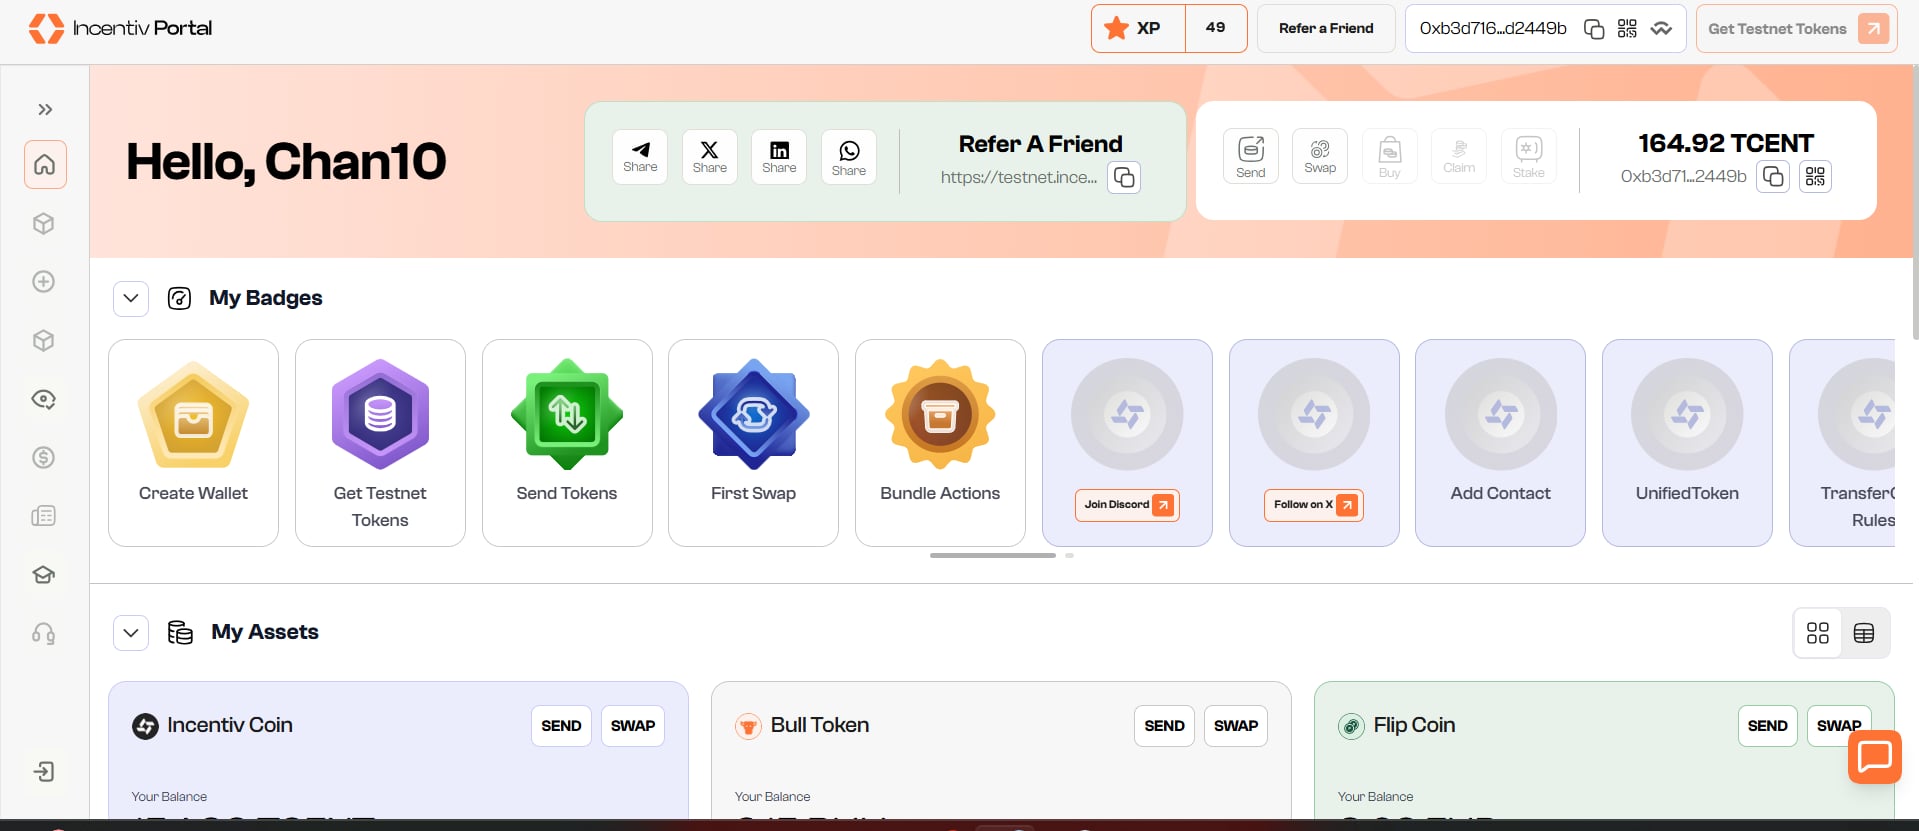 Incentiv Portal
XP 49
Refer a Friend
0xb3d716...d2449b
Get Testnet Tokens
Hello, Chan10
Share
Share
Share
Share
Refer A Friend
https://testnet.ince...
Send
Swap
Buy
Claim
Stake
164.92 TCENT
0xb3d71...2449b
My Badges
Create Wallet
Get Testnet
Tokens
Send Tokens
First Swap
Bundle Actions
Join Discord
Follow on X
Add Contact
UnifiedToken
Rules
My Assets
Incentiv Coin
SEND
SWAP
Bull Token
SEND
SWAP
Flip Coin
SEND
SWAP
Your Balance
Your Balance
Your Balance